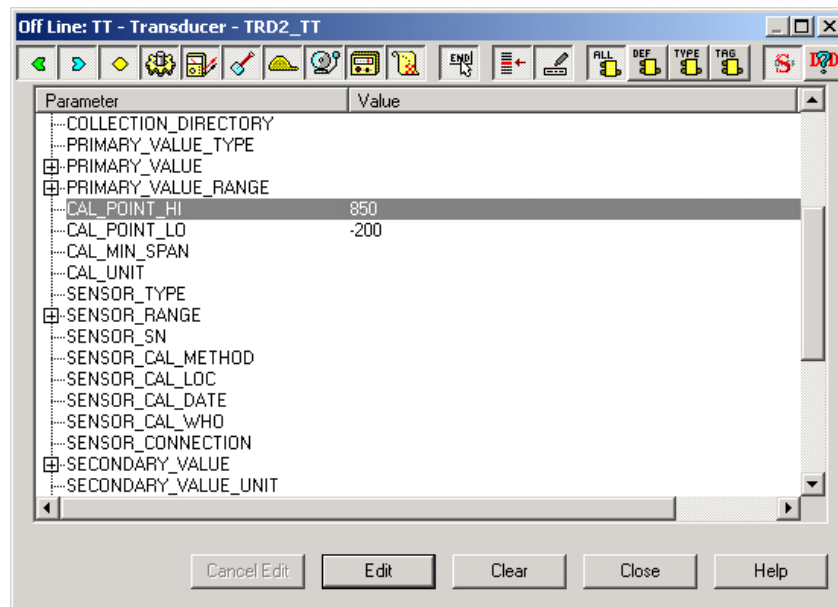 Off Line: TT - Transducer - TRD2_TT
END ALL DEF TYPE TAG S D?D
Parameter Value
COLLECTION_DIRECTORY
PRIMARY_VALUE_TYPE
PRIMARY_VALUE
PRIMARY_VALUE_RANGE
CAL_POINT_HI 850
CAL_POINT_LO -200
CAL_MIN_SPAN
CAL_UNIT
SENSOR_TYPE
SENSOR_RANGE
SENSOR_SN
SENSOR_CAL_METHOD
SENSOR_CAL_LOC
SENSOR_CAL_DATE
SENSOR_CAL_WHO
SENSOR_CONNECTION
SECONDARY_VALUE
SECONDARY_VALUE_UNIT
Cancel Edit Edit Clear Close Help